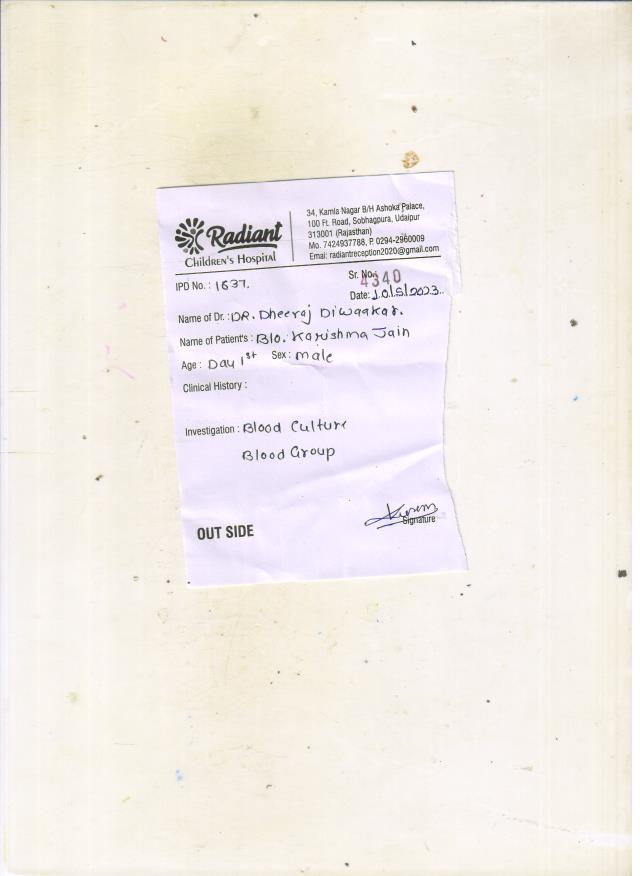 Radiant
Children's Hospital
34, Kamla Nagar B/H Ashoka Palace,
100 Ft. Road, Sobhagpura, Udaipur
313001 (Rajasthan)
Mo. 7424937788, P. 0294-2960009
Emai: radiantreception2020@gmail.com
IPD No. : 1637.
Sr. No. 4340
Date: 10/5/2023
Name of Dr. : DR. Dheeraj Diwaakar.
Name of Patient's : B/o. Karishma Jain
Age : Day 1st Sex : male
Clinical History :
Investigation : Blood Culture
Blood Group
OUT SIDE
Signature